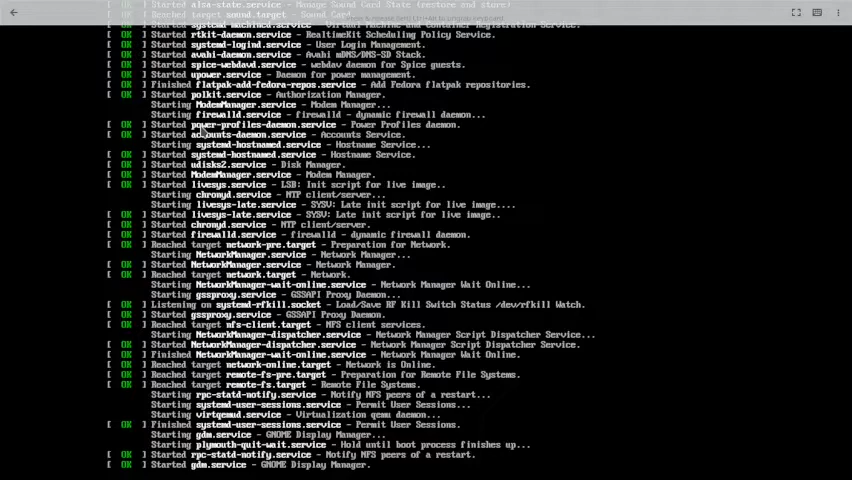 alsa-state.service - Manage Sound Card State (restore and store)
Reached target sound.target - Sound Card.
[  OK  ] Started systemd-machined.service - Virtual Machine and Container Registration Service.
[  OK  ] Started rtkit-daemon.service - RealtimeKit Scheduling Policy Service.
[  OK  ] Started systemd-logind.service - User Login Management.
[  OK  ] Started avahi-daemon.service - Avahi mDNS/DNS-SD Stack.
[  OK  ] Started spice-webdavd.service - webdav daemon for Spice guests.
[  OK  ] Started upower.service - Daemon for power management.
[  OK  ] Finished flatpak-add-fedora-repos.service - Add Fedora flatpak repositories.
[  OK  ] Started polkit.service - Authorization Manager.
Starting ModemManager.service - Modem Manager...
Starting firewalld.service - firewalld - dynamic firewall daemon...
[  OK  ] Started power-profiles-daemon.service - Power Profiles daemon.
[  OK  ] Started accounts-daemon.service - Accounts Service.
Starting systemd-hostnamed.service - Hostname Service...
[  OK  ] Started systemd-hostnamed.service - Hostname Service.
[  OK  ] Started udisks2.service - Disk Manager.
[  OK  ] Started ModemManager.service - Modem Manager.
[  OK  ] Started livesys.service - LSB: Init script for live image..
Starting chronyd.service - NTP client/server...
Starting livesys-late.service - SYSV: Late init script for live image....
[  OK  ] Started livesys-late.service - SYSV: Late init script for live image..
[  OK  ] Started chronyd.service - NTP client/server.
[  OK  ] Started firewalld.service - firewalld - dynamic firewall daemon.
[  OK  ] Reached target network-pre.target - Preparation for Network.
Starting NetworkManager.service - Network Manager...
[  OK  ] Started NetworkManager.service - Network Manager.
[  OK  ] Reached target network.target - Network.
Starting NetworkManager-wait-online.service - Network Manager Wait Online...
Starting gssproxy.service - GSSAPI Proxy Daemon...
[  OK  ] Listening on systemd-rfkill.socket - Load/Save RF Kill Switch Status /dev/rfkill Watch.
[  OK  ] Started gssproxy.service - GSSAPI Proxy Daemon.
[  OK  ] Reached target nfs-client.target - NFS client services.
Starting NetworkManager-dispatcher.service - Network Manager Script Dispatcher Service...
[  OK  ] Started NetworkManager-dispatcher.service - Network Manager Script Dispatcher Service.
[  OK  ] Finished NetworkManager-wait-online.service - Network Manager Wait Online.
[  OK  ] Reached target network-online.target - Network is Online.
[  OK  ] Reached target remote-fs-pre.target - Preparation for Remote File Systems.
[  OK  ] Reached target remote-fs.target - Remote File Systems.
Starting rpc-statd-notify.service - Notify NFS peers of a restart...
Starting systemd-user-sessions.service - Permit User Sessions...
Starting virtqemud.service - Virtualization qemu daemon...
[  OK  ] Finished systemd-user-sessions.service - Permit User Sessions.
Starting gdm.service - GNOME Display Manager...
Starting plymouth-quit-wait.service - Hold until boot process finishes up...
[  OK  ] Started rpc-statd-notify.service - Notify NFS peers of a restart.
[  OK  ] Started gdm.service - GNOME Display Manager.